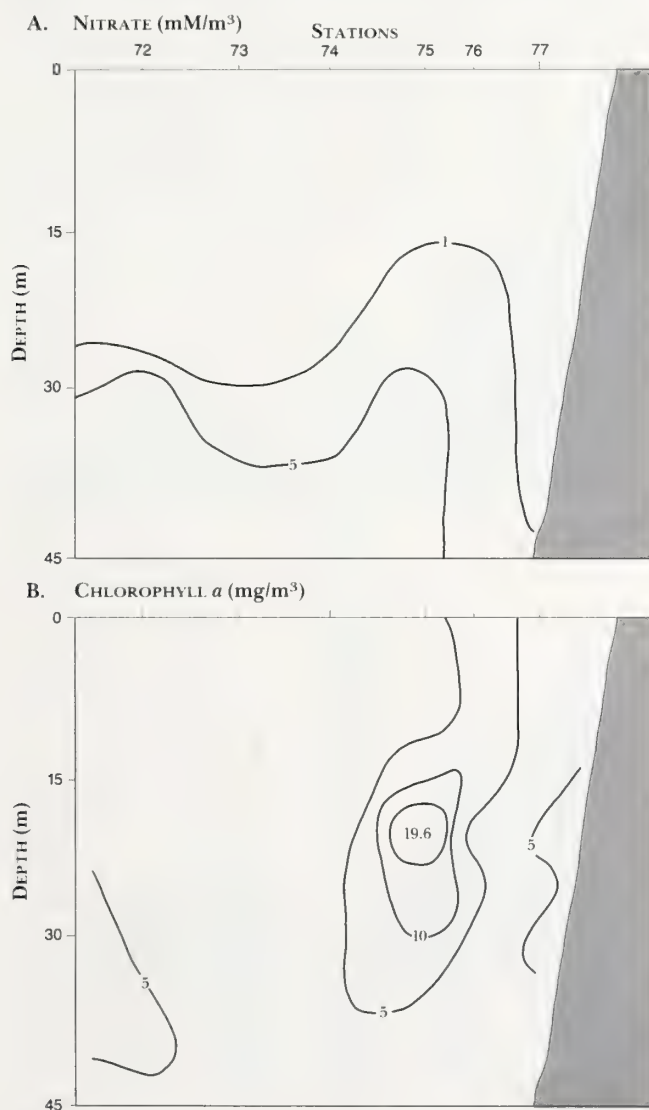 A. NITRATE (mM/m³)
STATIONS
72 73 74 75 76 77
0
15
30
45
DEPTH (m)
1
5
B. CHLOROPHYLL a (mg/m³)
0
15
30
45
DEPTH (m)
19.6
10
5
5
5